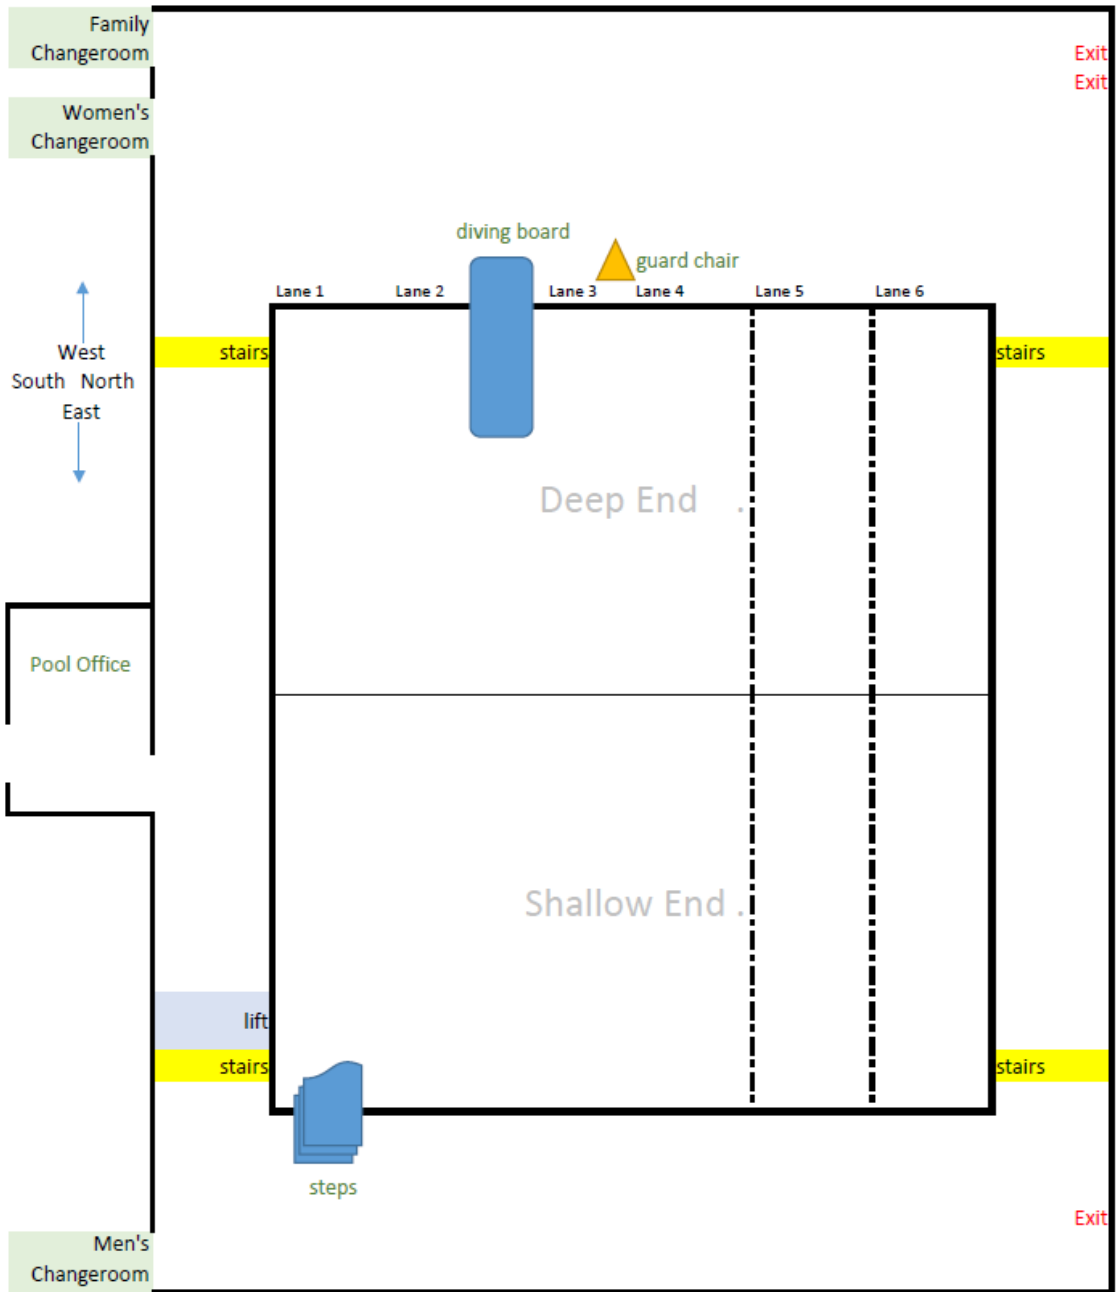 Family
Changeroom
Exit
Exit
Women's
Changeroom
diving board
guard chair
Lane 1 Lane 2 Lane 3 Lane 4 Lane 5 Lane 6
West
South North
East
stairs
stairs
Deep End .
Pool Office
Shallow End .
lift
stairs
stairs
steps
Exit
Men's
Changeroom